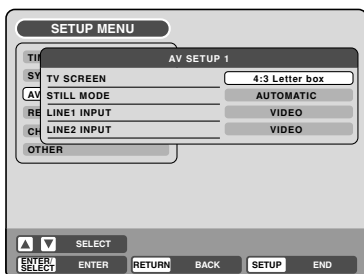 SETUP MENU
AV SETUP 1
TV SCREEN 4:3 Letter box
STILL MODE AUTOMATIC
LINE1 INPUT VIDEO
LINE2 INPUT VIDEO
AV
OTHER
SELECT
ENTER/SELECT ENTER RETURN BACK SETUP END